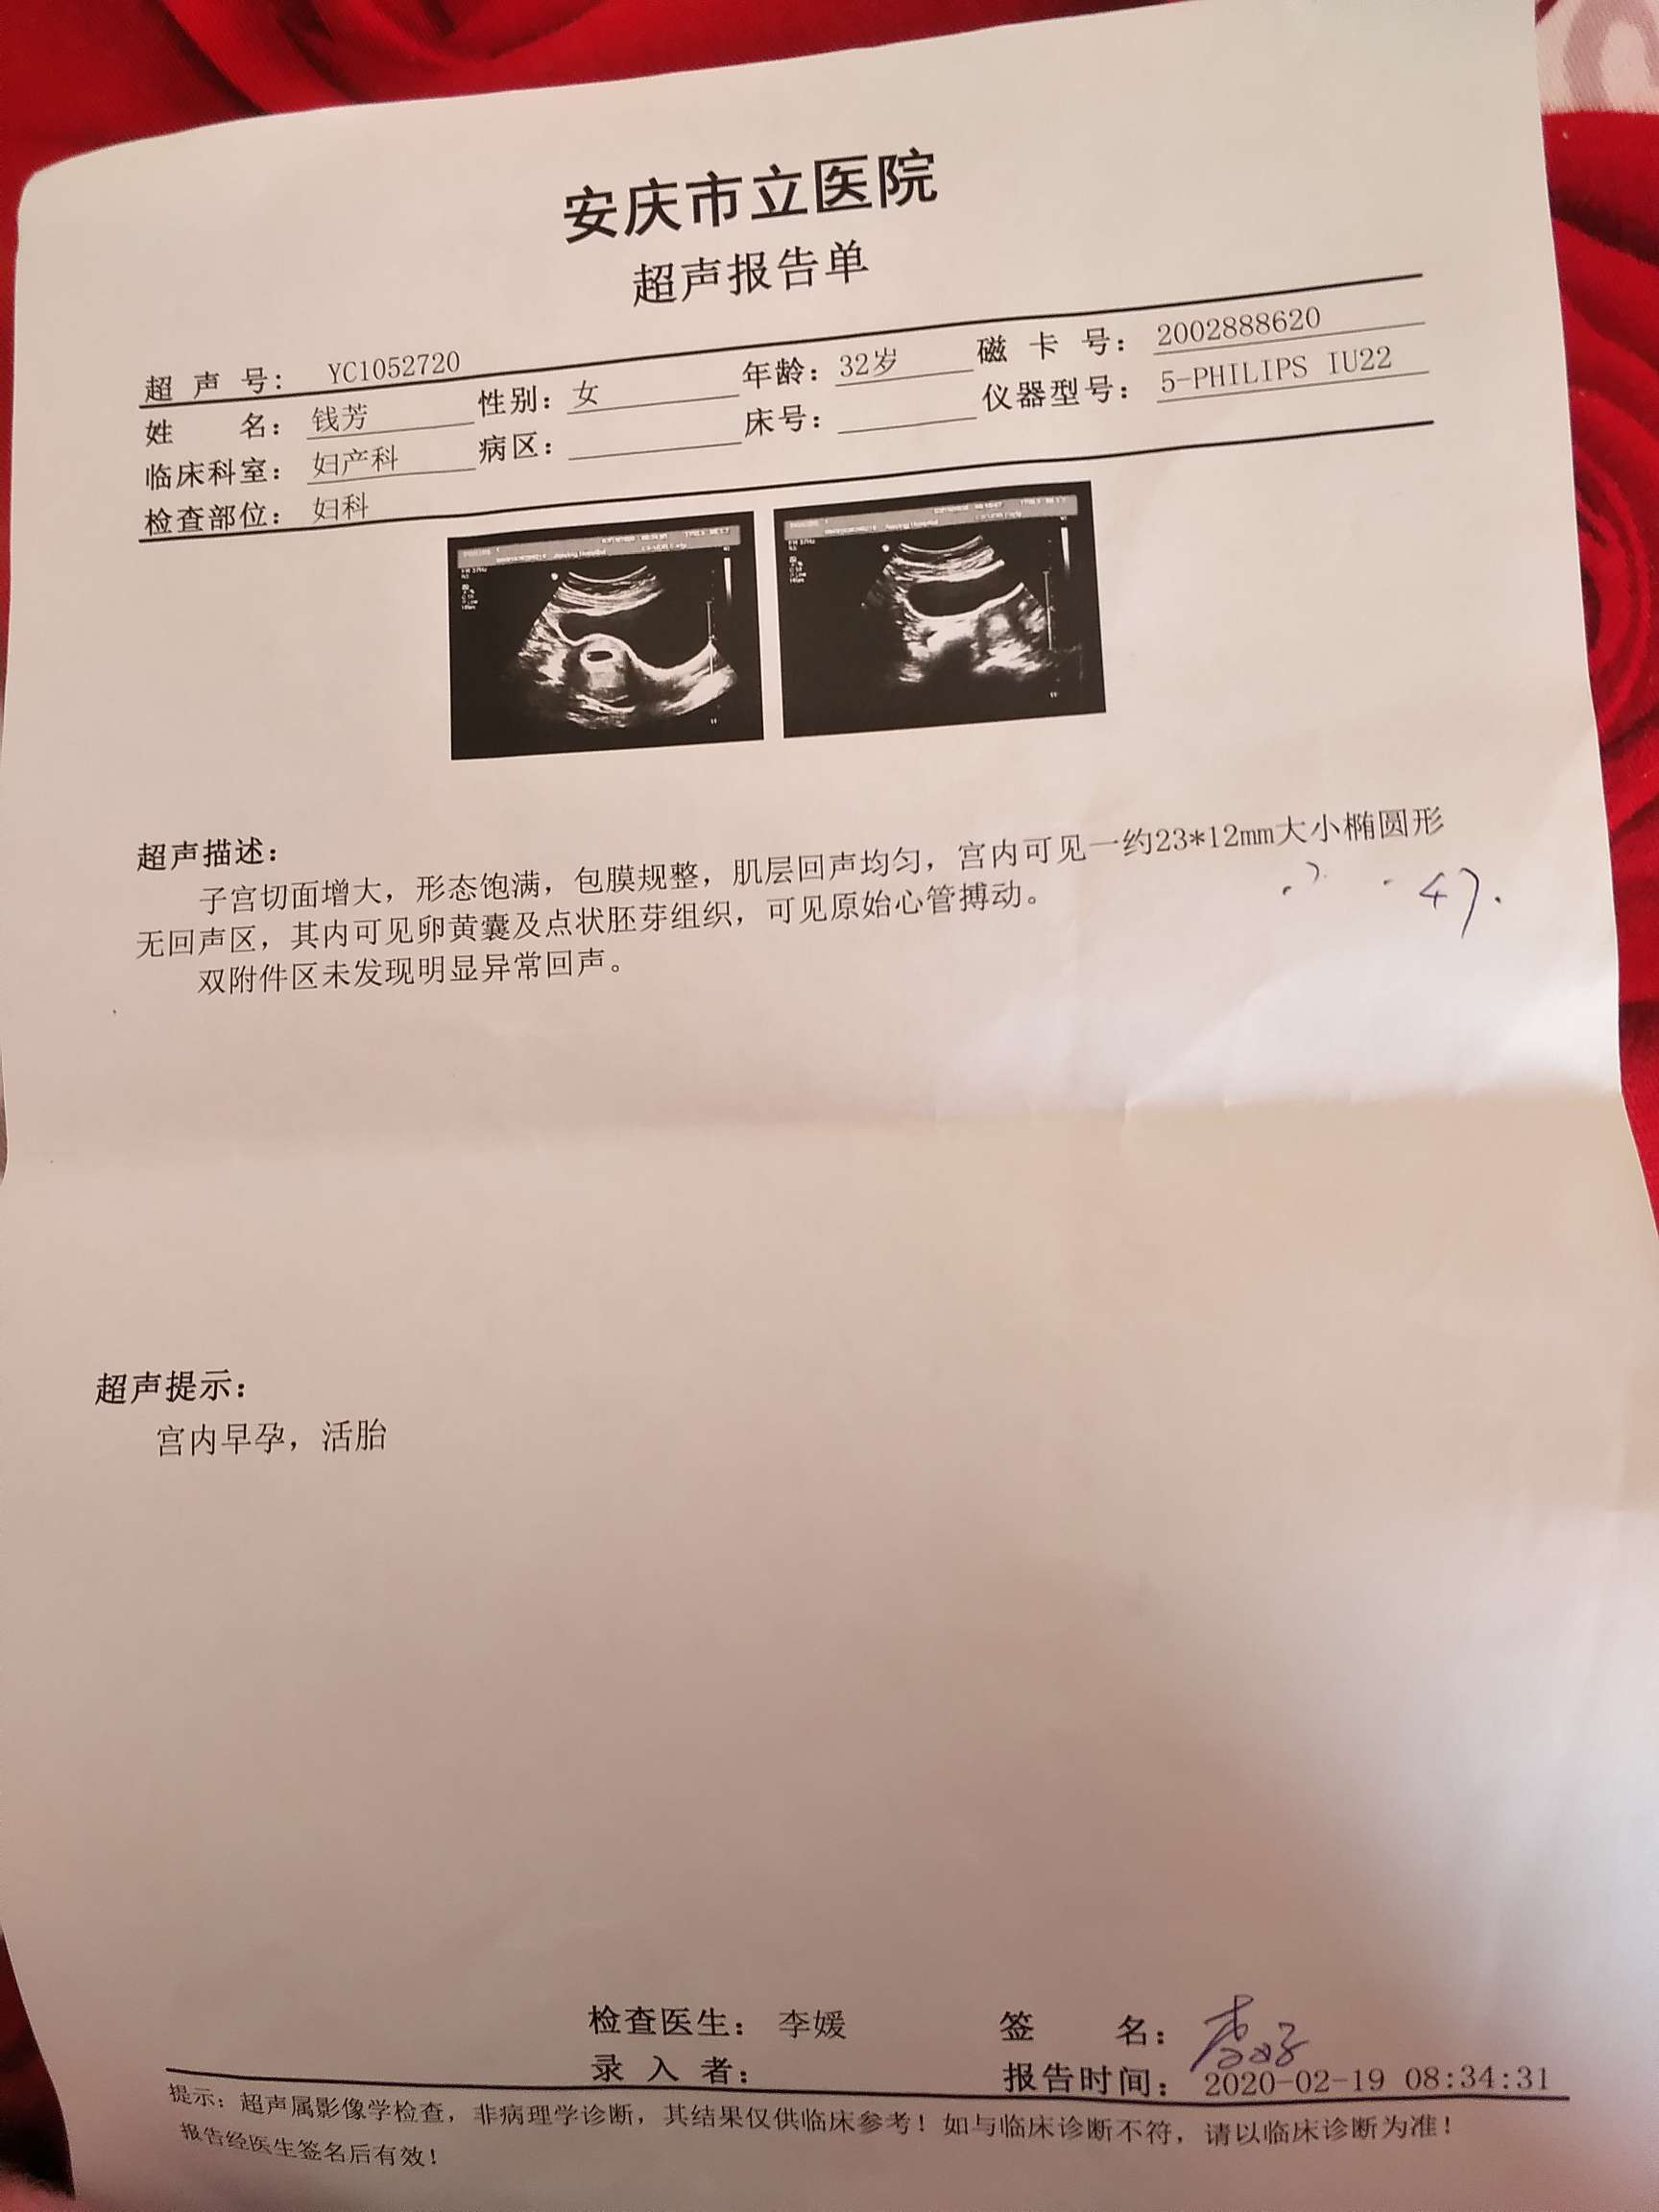 安庆市立医院
超声报告单
超 声 号： YC1052720
姓 名： 钱芳 性别： 女 年龄： 32岁 磁 卡 号： 2002888620
临床科室： 妇产科 病区： 床号： 仪器型号： 5-PHILIPS IU22
检查部位： 妇科
超声描述：
子宫切面增大，形态饱满，包膜规整，肌层回声均匀，宫内可见一约23*12mm大小椭圆形
无回声区，其内可见卵黄囊及点状胚芽组织，可见原始心管搏动。
47.
双附件区未发现明显异常回声。
超声提示：
宫内早孕，活胎
检查医生： 李媛 签 名：
录 入 者： 报告时间： 2020-02-19 08:34:31
提示：超声属影像学检查，非病理学诊断，其结果仅供临床参考！如与临床诊断不符，请以临床诊断为准！
报告经医生签名后有效！